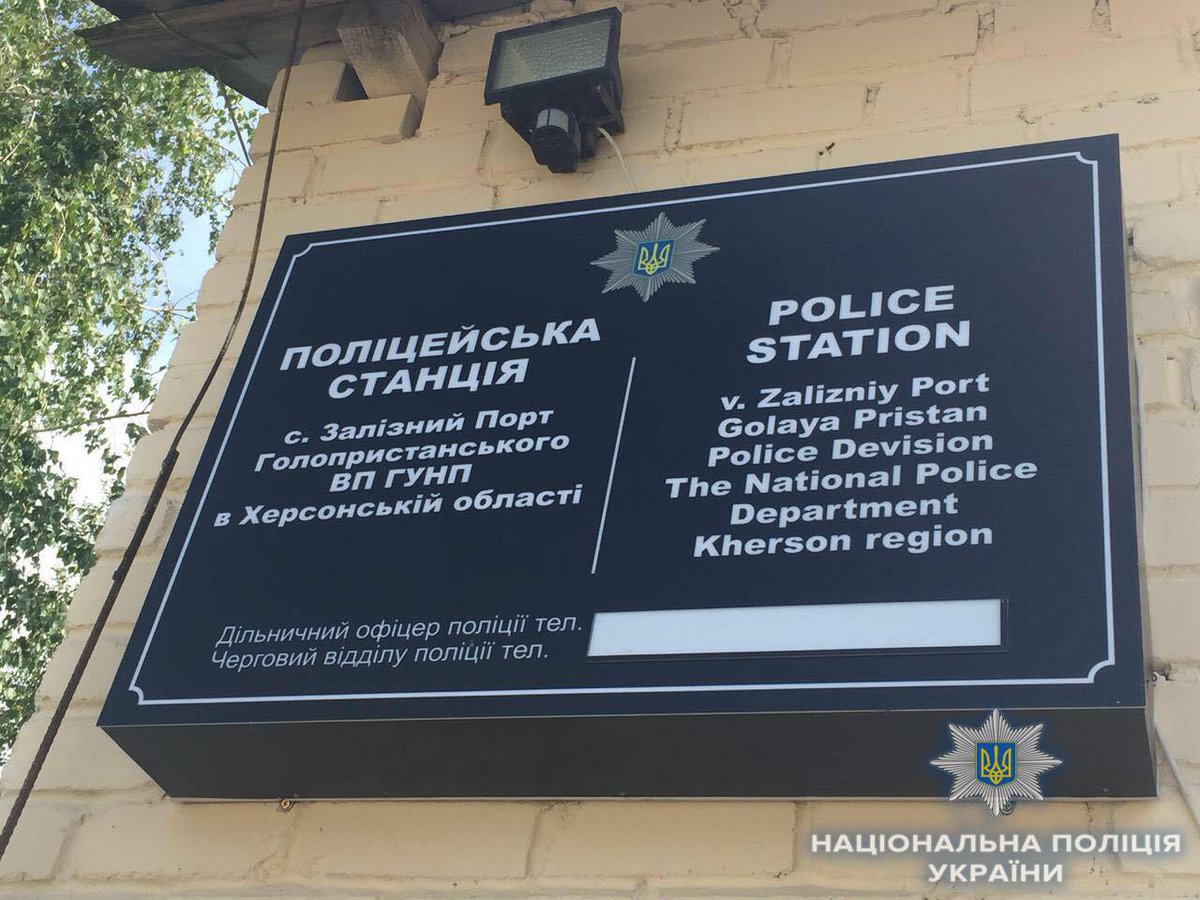 ПОЛІЦЕЙСЬКА
СТАНЦІЯ
с. Залізний Порт
Голопристанського
ВП ГУНП
в Херсонській області
POLICE
STATION
v. Zalizniy Port
Golaya Pristan
Police Devision
The National Police
Department
Kherson region
Дільничний офіцер поліції тел.
Черговий відділу поліції тел.
НАЦІОНАЛЬНА ПОЛІЦІЯ
УКРАЇНИ